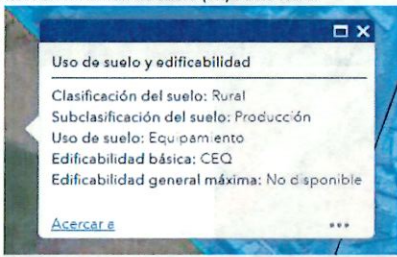 Uso de suelo y edificabilidad
Clasificación del suelo: Rural
Subclasificación del suelo: Producción
Uso de suelo: Equipamiento
Edificabilidad básica: CEQ
Edificabilidad general máxima: No disponible
Acercar a